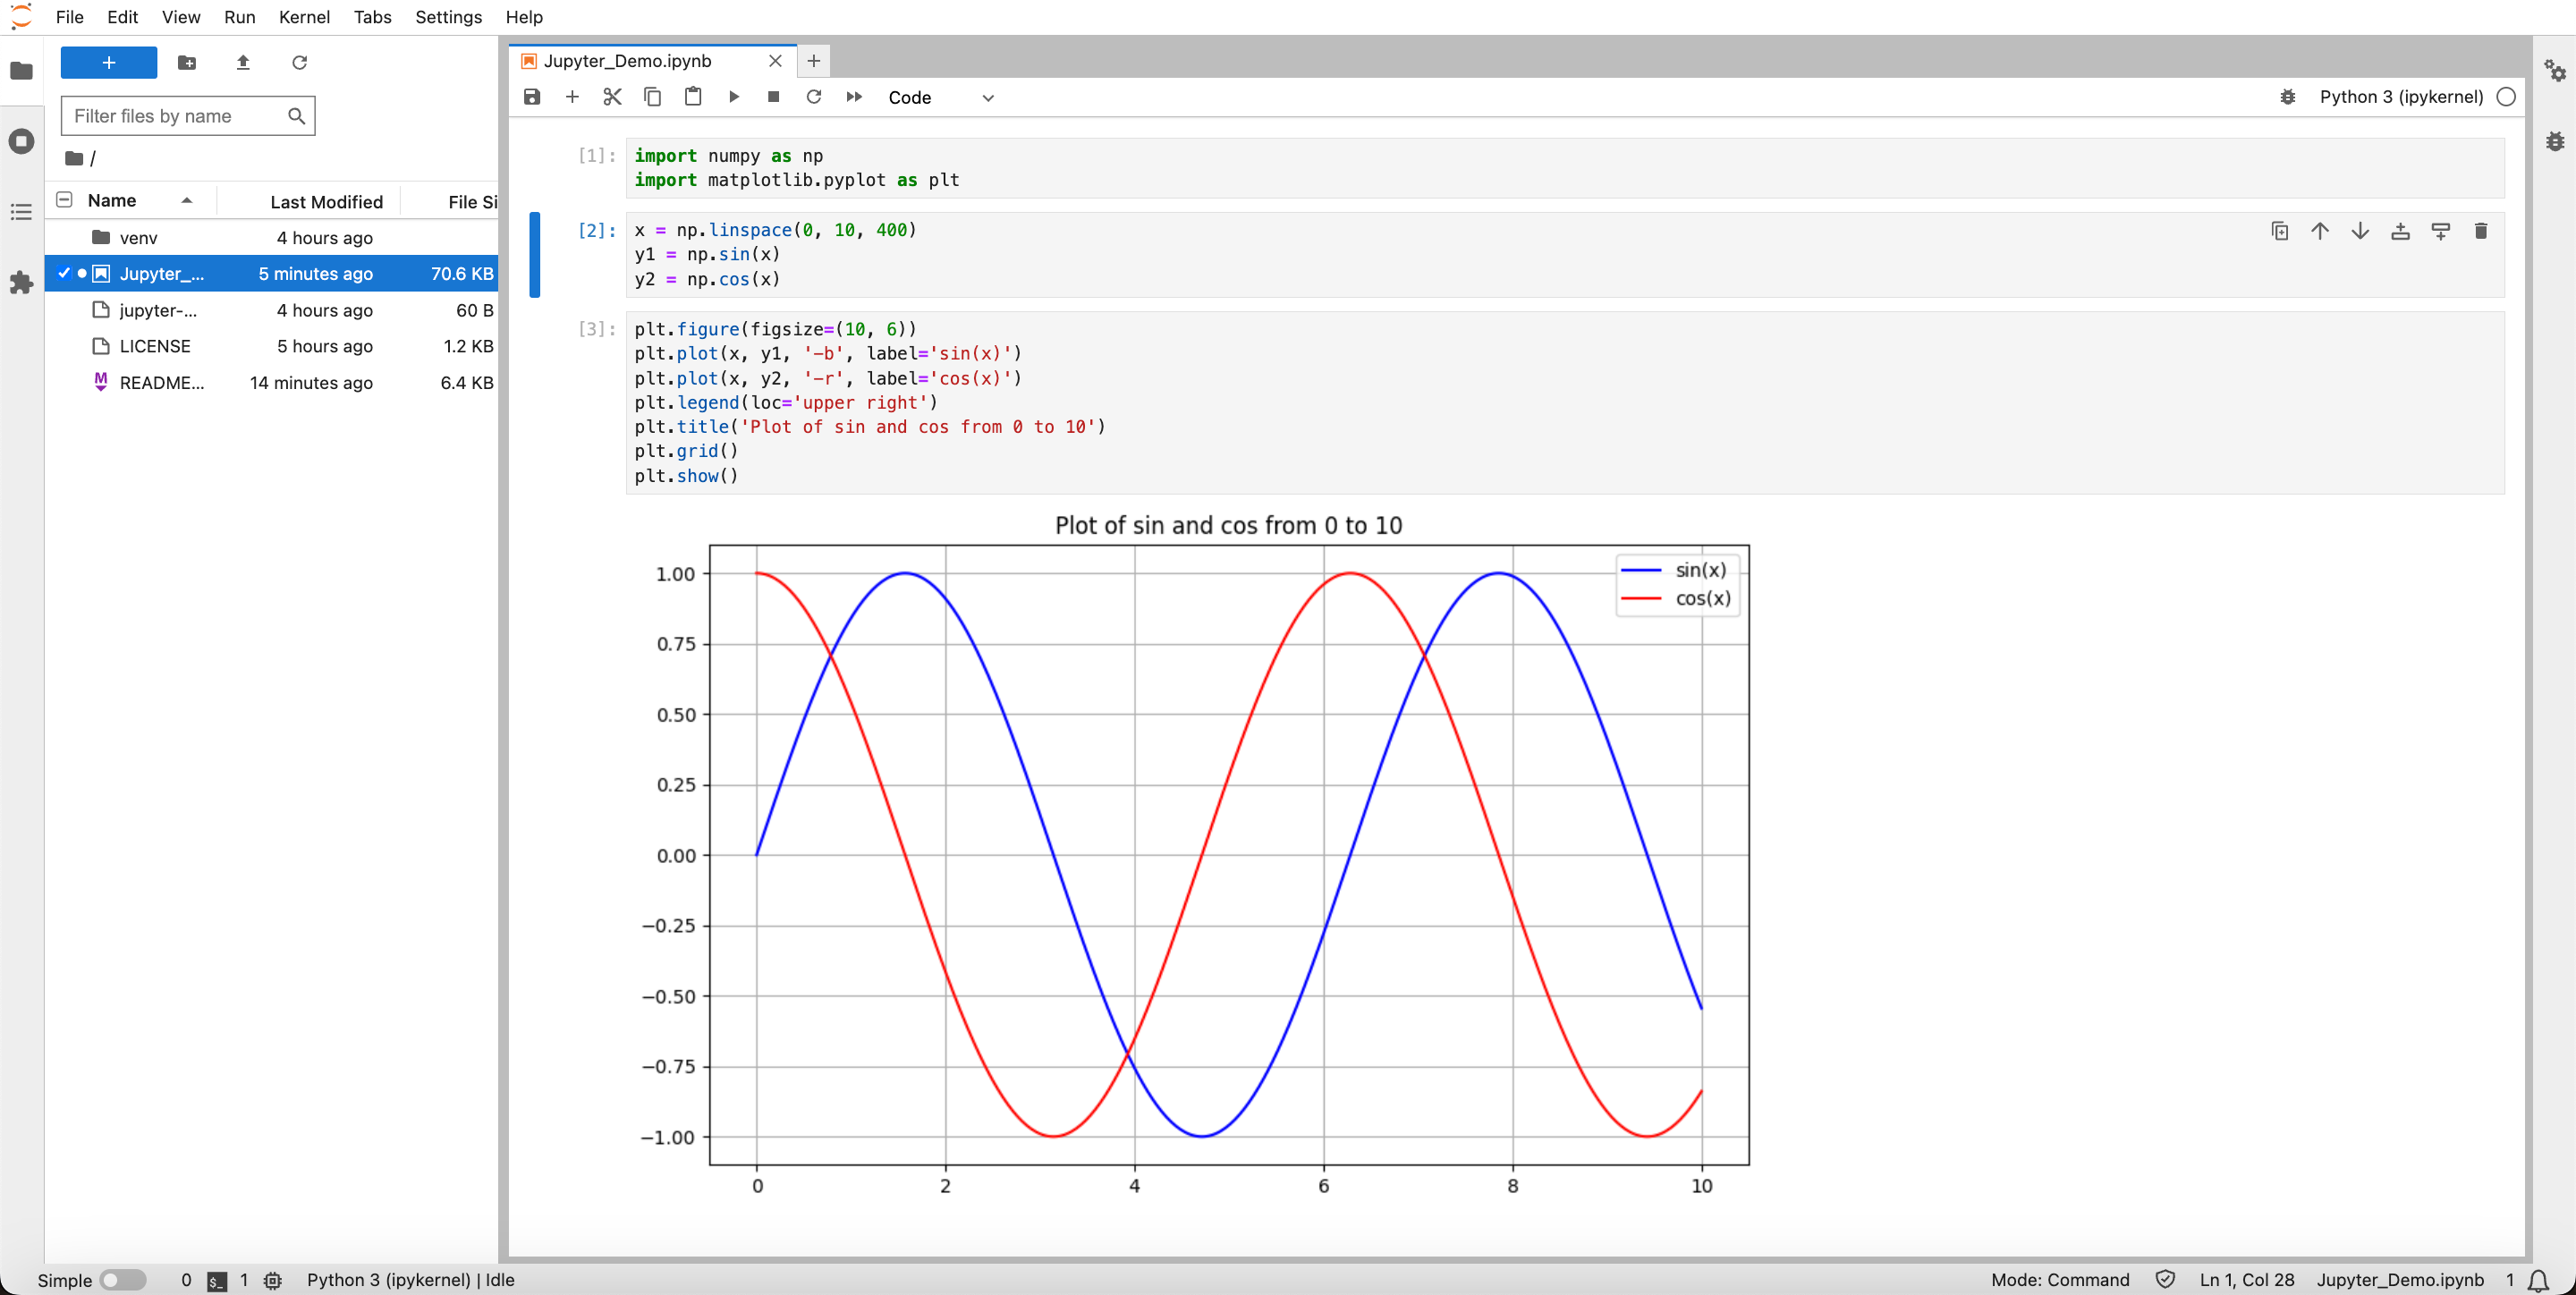 File Edit View Run Kernel Tabs Settings Help
+
Filter files by name
/
Name Last Modified File Si
venv 4 hours ago
Jupyter_... 5 minutes ago 70.6 KB
jupyter-... 4 hours ago 60 B
LICENSE 5 hours ago 1.2 KB
README... 14 minutes ago 6.4 KB
Jupyter_Demo.ipynb
Code
Python 3 (ipykernel)
[1]:
import numpy as np
import matplotlib.pyplot as plt
[2]:
x = np.linspace(0, 10, 400)
y1 = np.sin(x)
y2 = np.cos(x)
[3]:
plt.figure(figsize=(10, 6))
plt.plot(x, y1, '-b', label='sin(x)')
plt.plot(x, y2, '-r', label='cos(x)')
plt.legend(loc='upper right')
plt.title('Plot of sin and cos from 0 to 10')
plt.grid()
plt.show()
Plot of sin and cos from 0 to 10
sin(x)
cos(x)
1.00
0.75
0.50
0.25
0.00
−0.25
−0.50
−0.75
−1.00
0 2 4 6 8 10
Simple 0 $_ 1 Python 3 (ipykernel) | Idle
Mode: Command Ln 1, Col 28 Jupyter_Demo.ipynb 1